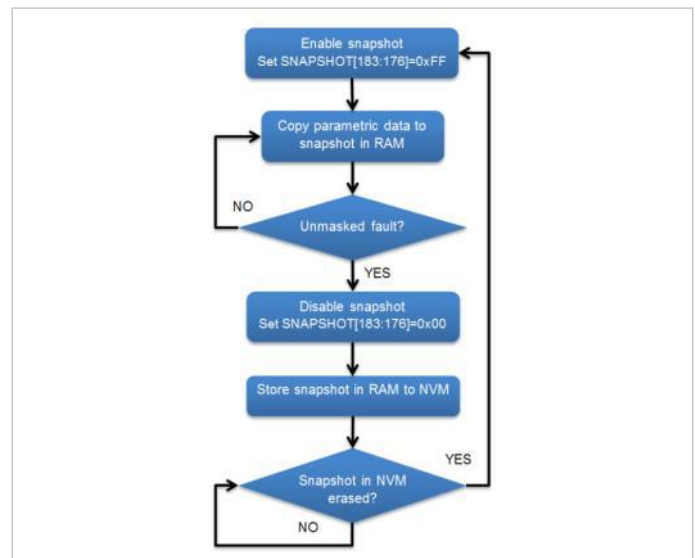 Enable snapshot
Set SNAPSHOT[183:176]=0xFF
Copy parametric data to
snapshot in RAM
NO
Unmasked fault?
YES
Disable snapshot
Set SNAPSHOT[183:176]=0x00
Store snapshot in RAM to NVM
YES
Snapshot in NVM
erased?
NO